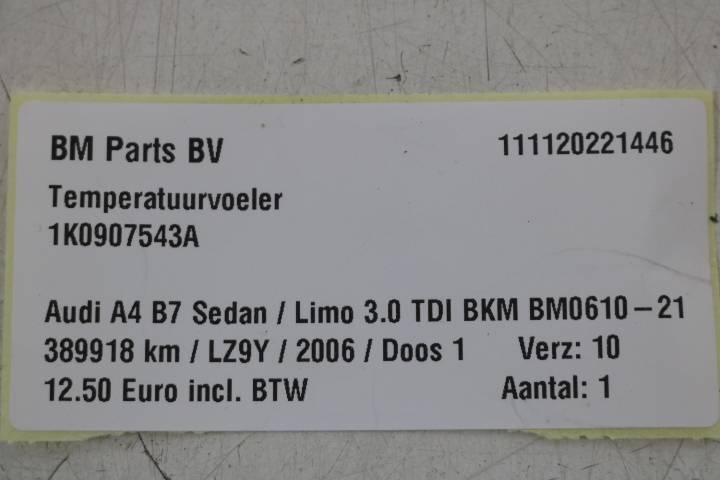 BM Parts BV 111120221446
Temperatuurvoeler
1K0907543A
Audi A4 B7 Sedan / Limo 3.0 TDI BKM BM0610-21
389918 km / LZ9Y / 2006 / Doos 1 Verz: 10
12.50 Euro incl. BTW Aantal: 1